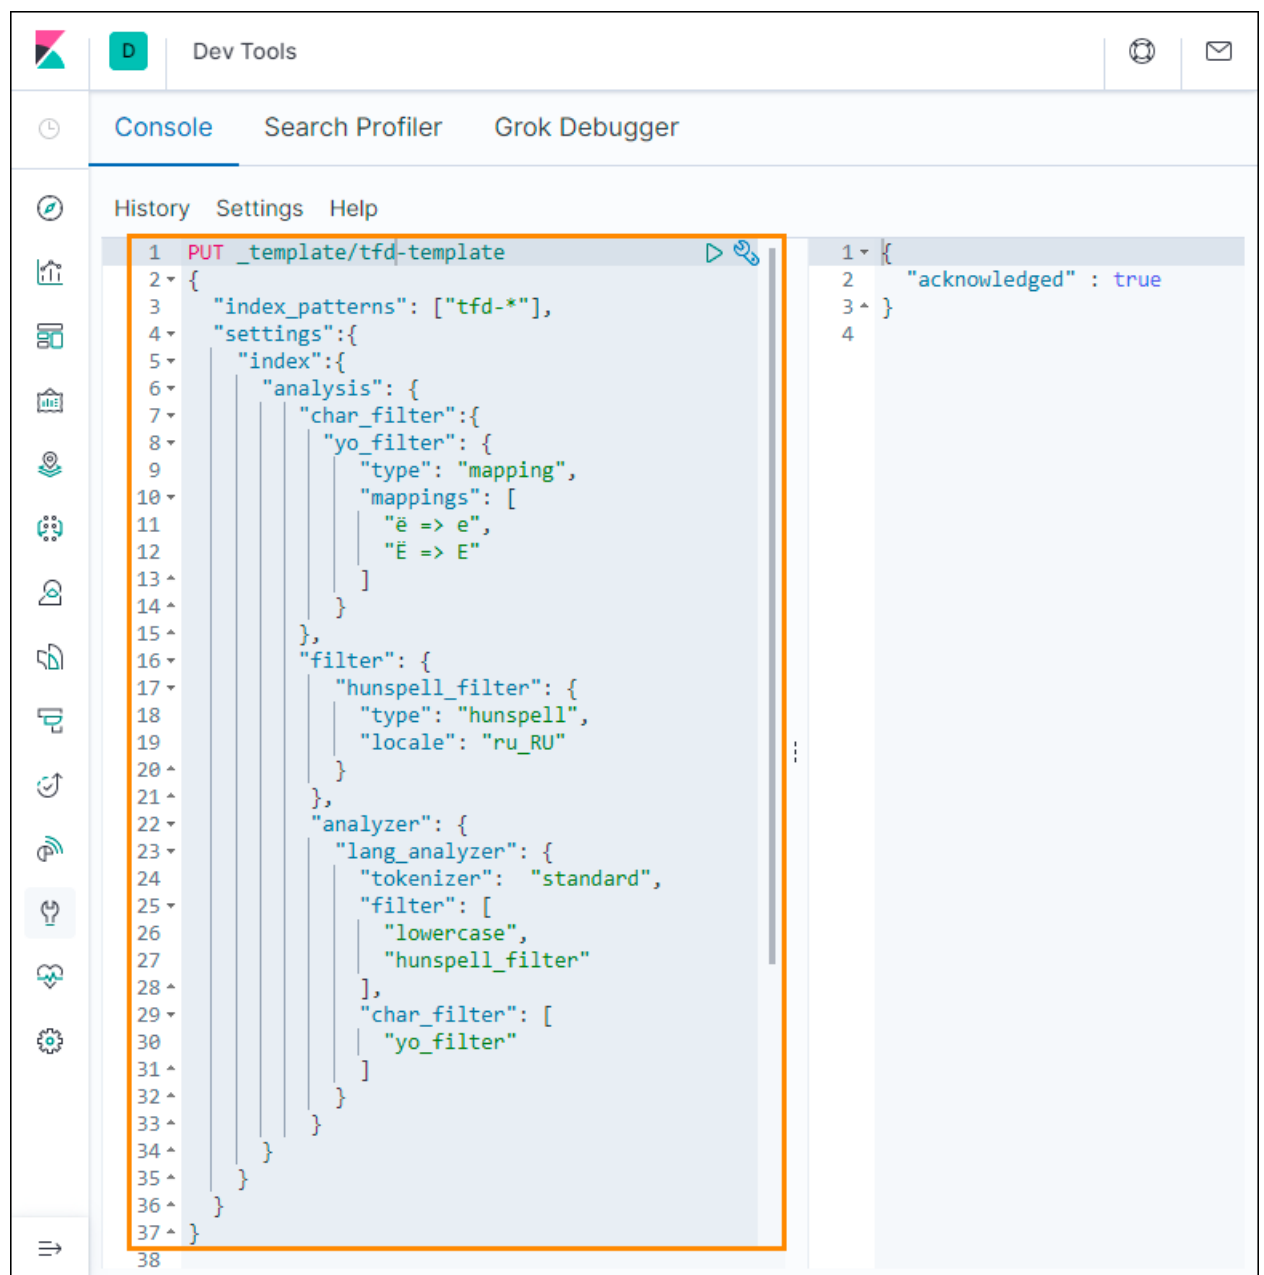 D Dev Tools
Console Search Profiler Grok Debugger
History Settings Help
1 PUT _template/tfd-template
2 {
3 "index_patterns": ["tfd-*"],
4 "settings":{
5 "index":{
6 "analysis": {
7 "char_filter":{
8 "yo_filter": {
9 "type": "mapping",
10 "mappings": [
11 "ё => е",
12 "Ё => Е"
13 ]
14 }
15 },
16 "filter": {
17 "hunspell_filter": {
18 "type": "hunspell",
19 "locale": "ru_RU"
20 }
21 },
22 "analyzer": {
23 "lang_analyzer": {
24 "tokenizer":  "standard",
25 "filter": [
26 "lowercase",
27 "hunspell_filter"
28 ],
29 "char_filter": [
30 "yo_filter"
31 ]
32 }
33 }
34 }
35 }
36 }
37 }
38
1 {
2 "acknowledged" : true
3 }
4